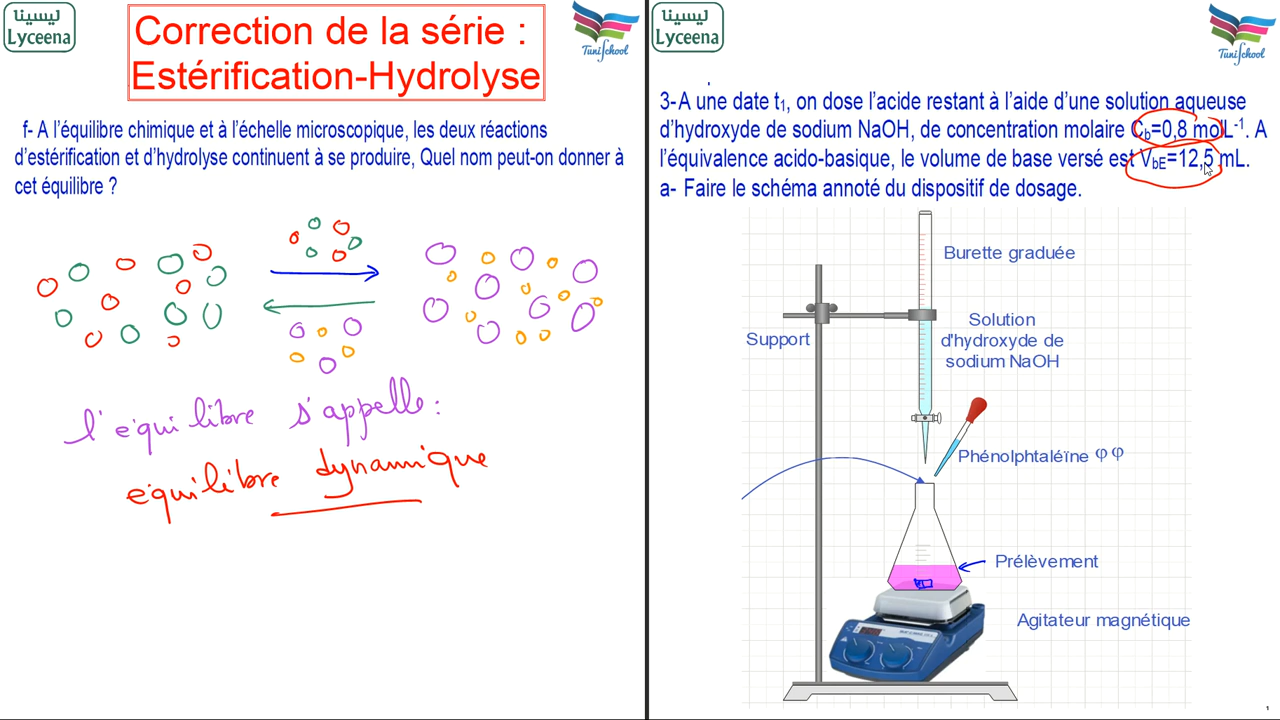 ليسينا
Lyceena
Correction de la série :
Estérification-Hydrolyse
TuniSchool
f- A l'équilibre chimique et à l'échelle microscopique, les deux réactions
d'estérification et d'hydrolyse continuent à se produire, Quel nom peut-on donner à
cet équilibre ?
l'équilibre s'appelle :
équilibre dynamique
ليسينا
Lyceena
TuniSchool
3- A une date t1, on dose l'acide restant à l'aide d'une solution aqueuse
d'hydroxyde de sodium NaOH, de concentration molaire Cb=0,8 molL-1. A
l'équivalence acido-basique, le volume de base versé est VbE=12,5 mL.
a- Faire le schéma annoté du dispositif de dosage.
Burette graduée
Solution
d'hydroxyde de
sodium NaOH
Support
Phénolphtaléïne φφ
Prélèvement
Agitateur magnétique
1